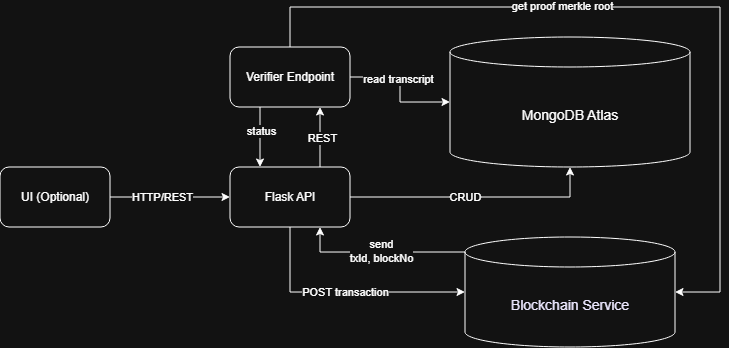 get proof merkle root
Verifier Endpoint
read transcript
MongoDB Atlas
status
REST
UI (Optional)
HTTP/REST
Flask API
CRUD
send
txId, blockNo
POST transaction
Blockchain Service